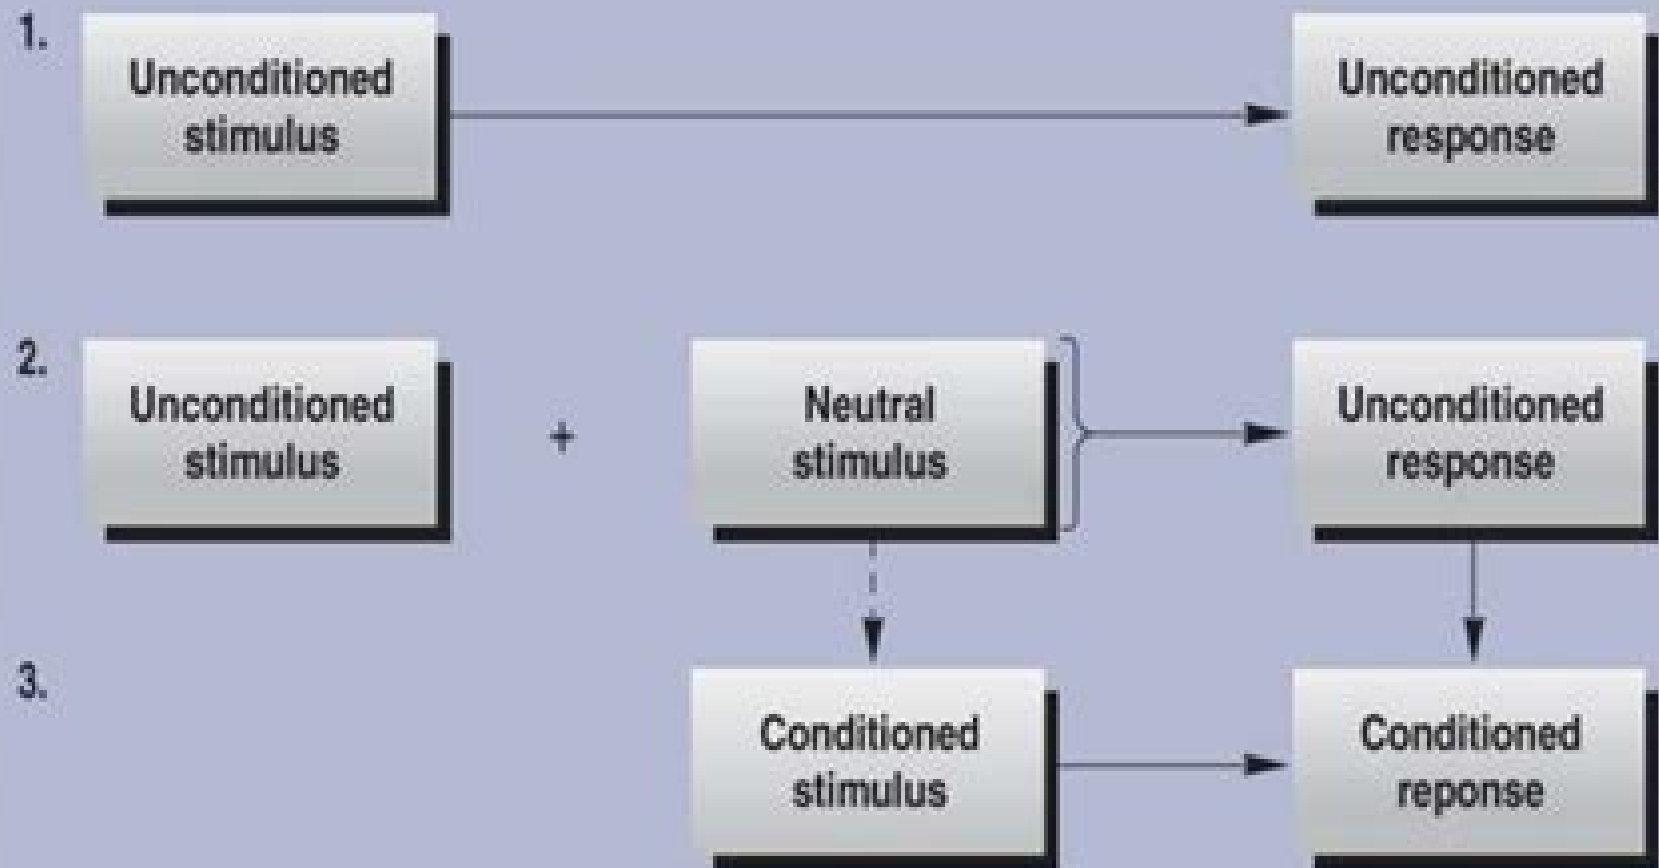 1.
Unconditioned
stimulus
Unconditioned
response
2.
Unconditioned
stimulus
+
Neutral
stimulus
Unconditioned
response
3.
Conditioned
stimulus
Conditioned
reponse